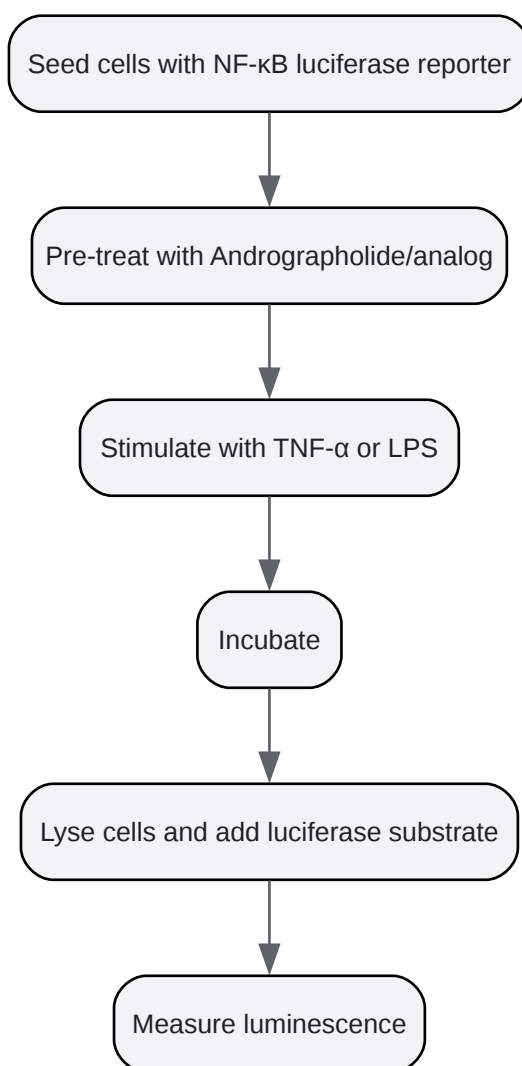 Seed cells with NF-κB luciferase reporter
Pre-treat with Andrographolide/analog
Stimulate with TNF-α or LPS
Incubate
Lyse cells and add luciferase substrate
Measure luminescence